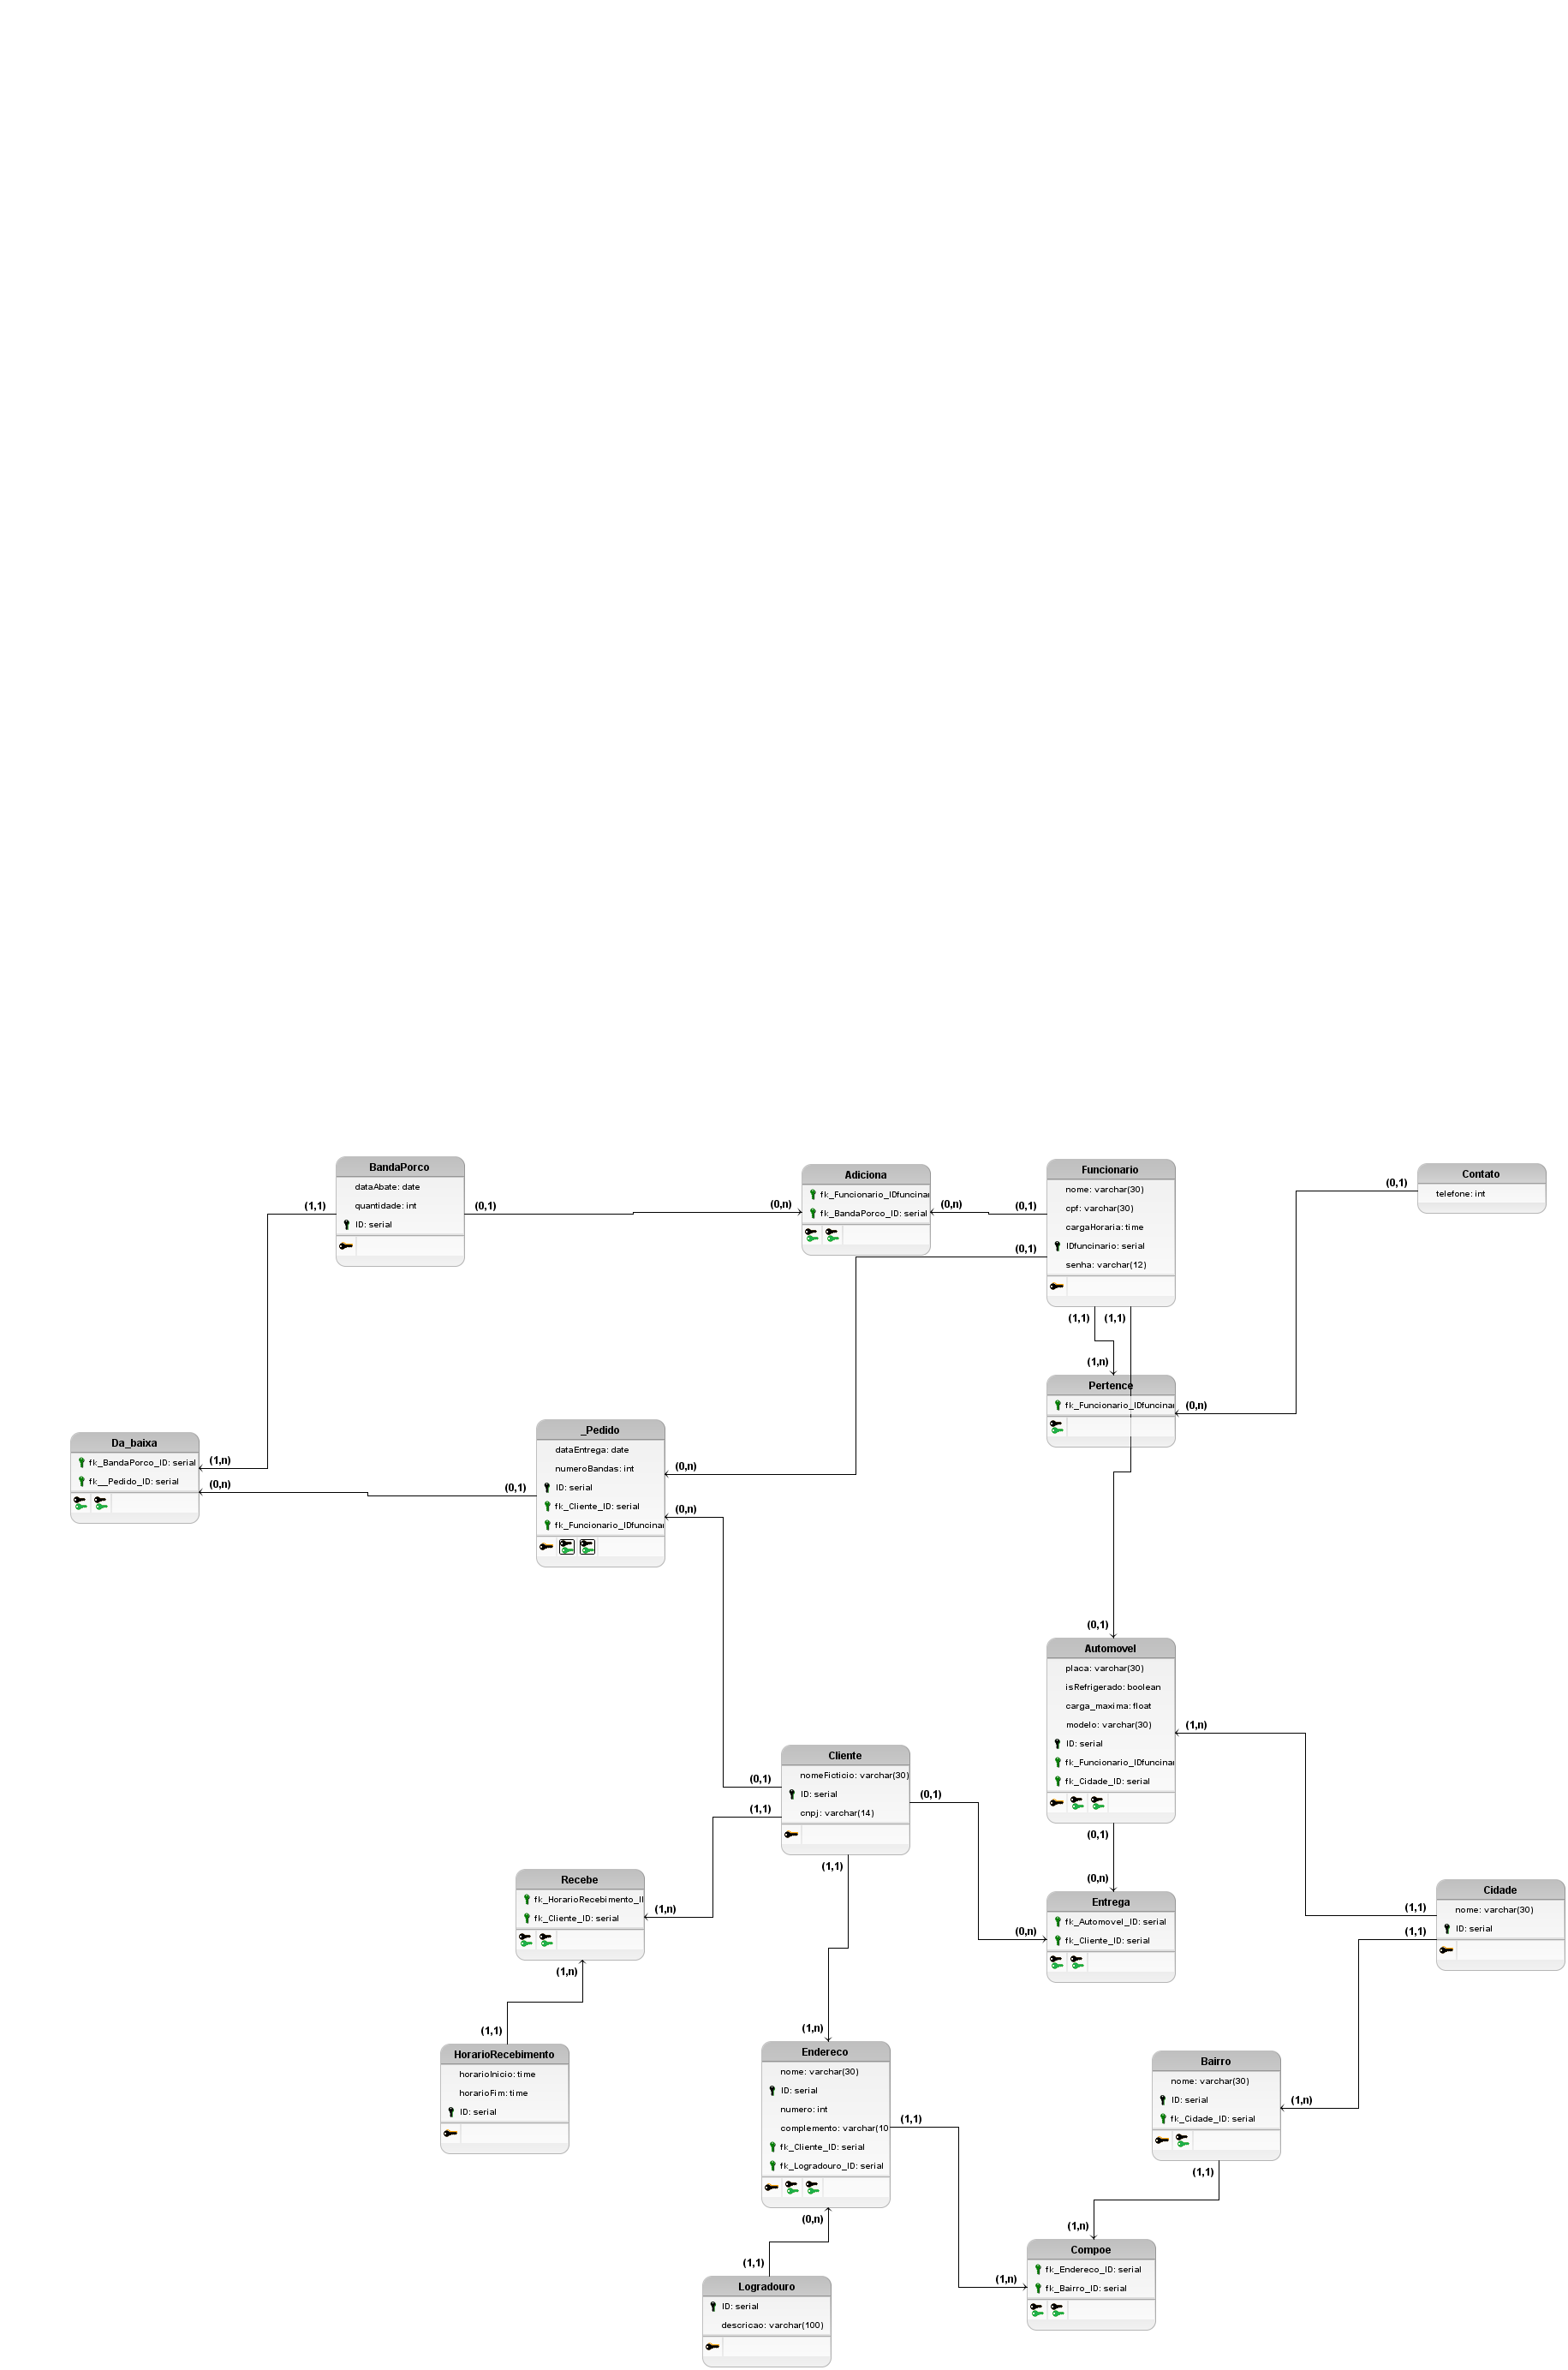 BandaPorco
dataAbate: date
quantidade: int
ID: serial
(1,1)
(0,1)
Adiciona
fk_Funcionario_IDfuncinar
fk_BandaPorco_ID: serial
(0,n)
(0,n)
Funcionario
nome: varchar(30)
cpf: varchar(30)
cargaHoraria: time
IDfuncinario: serial
senha: varchar(12)
(0,1)
(0,1)
(1,1)
(1,1)
Contato
telefone: int
(0,1)
(1,n)
Pertence
fk_Funcionario_IDfuncinar
(0,n)
Da_baixa
fk_BandaPorco_ID: serial
fk__Pedido_ID: serial
(1,n)
(0,n)
_Pedido
dataEntrega: date
numeroBandas: int
ID: serial
fk_Cliente_ID: serial
fk_Funcionario_IDfuncinar
(0,1)
(0,n)
(0,n)
(0,1)
Automovel
placa: varchar(30)
isRefrigerado: boolean
carga_maxima: float
modelo: varchar(30)
ID: serial
fk_Funcionario_IDfuncinar
fk_Cidade_ID: serial
(1,n)
(0,1)
Cliente
nomeFicticio: varchar(30)
ID: serial
cnpj: varchar(14)
(0,1)
(1,1)
(0,1)
(1,1)
Recebe
fk_HorarioRecebimento_II
fk_Cliente_ID: serial
(1,n)
(1,n)
(0,n)
Entrega
fk_Automovel_ID: serial
fk_Cliente_ID: serial
(0,n)
Cidade
nome: varchar(30)
ID: serial
(1,1)
(1,1)
(1,1)
HorarioRecebimento
horarioInicio: time
horarioFim: time
ID: serial
(1,n)
Endereco
nome: varchar(30)
ID: serial
numero: int
complemento: varchar(10
fk_Cliente_ID: serial
fk_Logradouro_ID: serial
(1,1)
(0,n)
Bairro
nome: varchar(30)
ID: serial
fk_Cidade_ID: serial
(1,n)
(1,1)
(1,n)
Compoe
fk_Endereco_ID: serial
fk_Bairro_ID: serial
(1,n)
(1,1)
Logradouro
ID: serial
descricao: varchar(100)